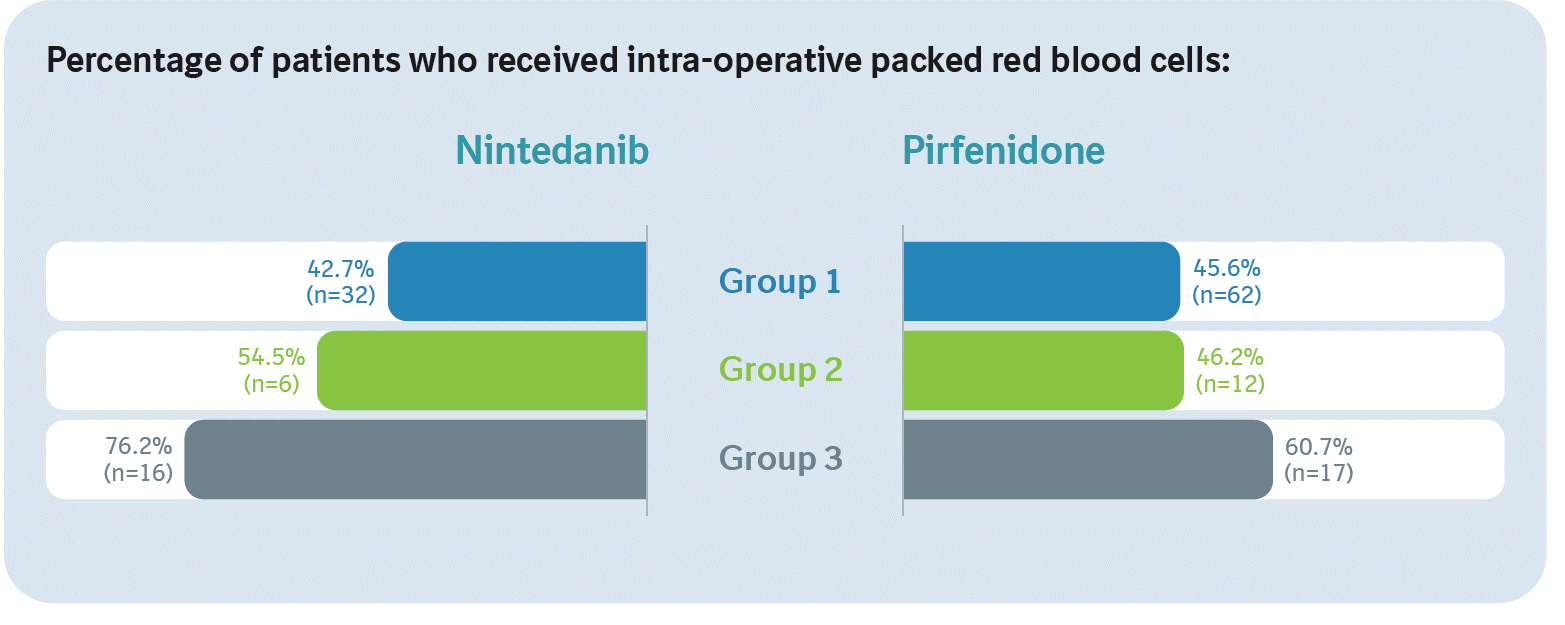 Percentage of patients who received intra-operative packed red blood cells:
Nintedanib
Pirfenidone
42.7%
(n=32)
Group 1
45.6%
(n=62)
54.5%
(n=6)
Group 2
46.2%
(n=12)
76.2%
(n=16)
Group 3
60.7%
(n=17)